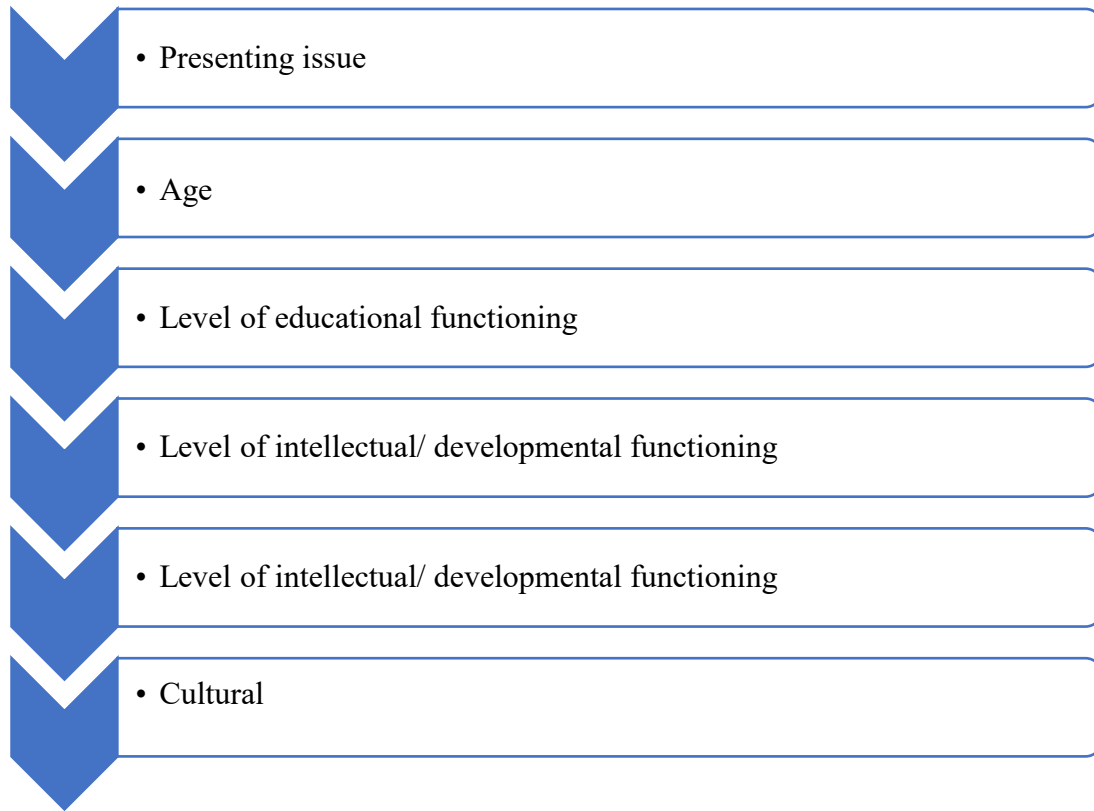 • Presenting issue
• Age
• Level of educational functioning
• Level of intellectual/ developmental functioning
• Level of intellectual/ developmental functioning
• Cultural